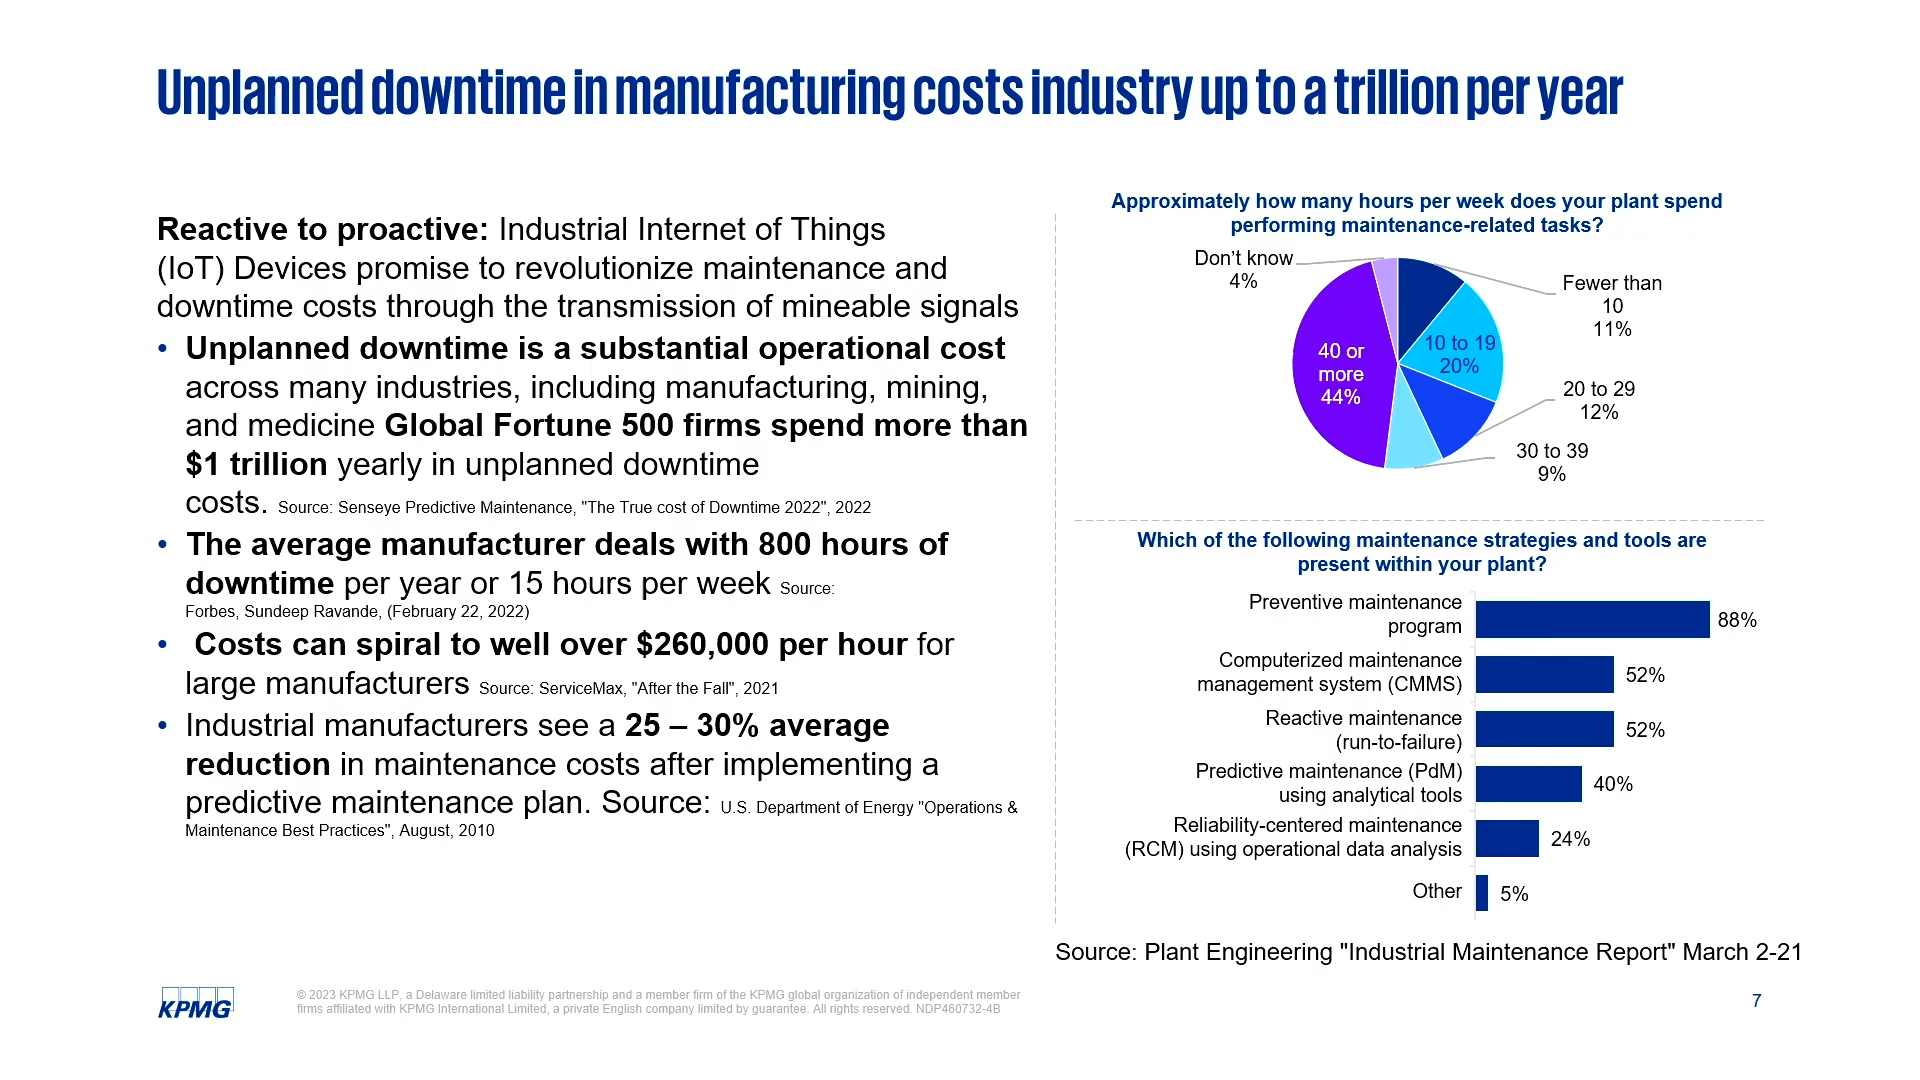 Unplanned downtime in manufacturing costs industry up to a trillion per year
Reactive to proactive: Industrial Internet of Things
(IoT) Devices promise to revolutionize maintenance and
downtime costs through the transmission of mineable signals
• Unplanned downtime is a substantial operational cost
across many industries, including manufacturing, mining,
and medicine Global Fortune 500 firms spend more than
$1 trillion yearly in unplanned downtime
costs. Source: Senseye Predictive Maintenance, "The True cost of Downtime 2022", 2022
• The average manufacturer deals with 800 hours of
downtime per year or 15 hours per week Source:
Forbes, Sundeep Ravande, (February 22, 2022)
• Costs can spiral to well over $260,000 per hour for
large manufacturers Source: ServiceMax, "After the Fall", 2021
• Industrial manufacturers see a 25 – 30% average
reduction in maintenance costs after implementing a
predictive maintenance plan. Source: U.S. Department of Energy "Operations &
Maintenance Best Practices", August, 2010
Approximately how many hours per week does your plant spend
performing maintenance-related tasks?
Don't know
4%
Fewer than
10
11%
10 to 19
20%
20 to 29
12%
30 to 39
9%
40 or
more
44%
Which of the following maintenance strategies and tools are
present within your plant?
Preventive maintenance
program
88%
Computerized maintenance
management system (CMMS)
52%
Reactive maintenance
(run-to-failure)
52%
Predictive maintenance (PdM)
using analytical tools
40%
Reliability-centered maintenance
(RCM) using operational data analysis
24%
Other
5%
Source: Plant Engineering "Industrial Maintenance Report" March 2-21
KPMG
© 2023 KPMG LLP, a Delaware limited liability partnership and a member firm of the KPMG global organization of independent member
firms affiliated with KPMG International Limited, a private English company limited by guarantee. All rights reserved. NDP460732-4B
7